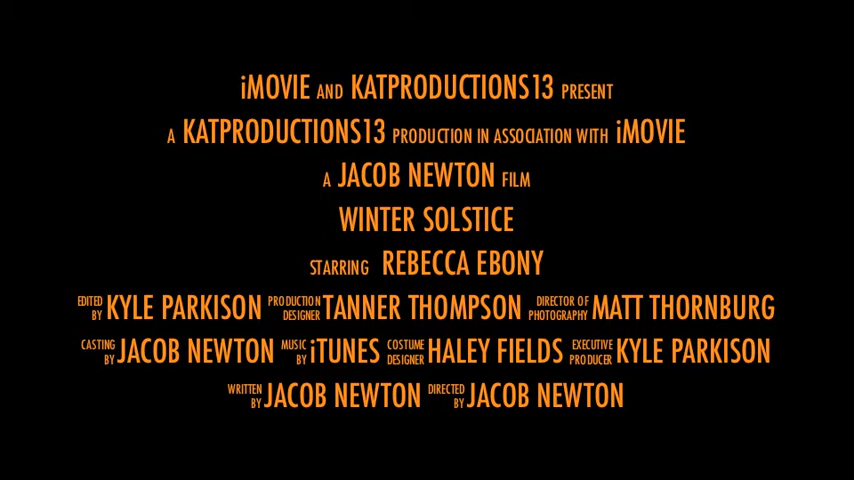 iMOVIE AND KATPRODUCTIONS13 PRESENT
A KATPRODUCTIONS13 PRODUCTION IN ASSOCIATION WITH iMOVIE
A JACOB NEWTON FILM
WINTER SOLSTICE
STARRING REBECCA EBONY
EDITED BY KYLE PARKISON PRODUCTION DESIGNER TANNER THOMPSON DIRECTOR OF PHOTOGRAPHY MATT THORNBURG
CASTING BY JACOB NEWTON MUSIC BY iTUNES COSTUME DESIGNER HALEY FIELDS EXECUTIVE PRODUCER KYLE PARKISON
WRITTEN BY JACOB NEWTON DIRECTED BY JACOB NEWTON